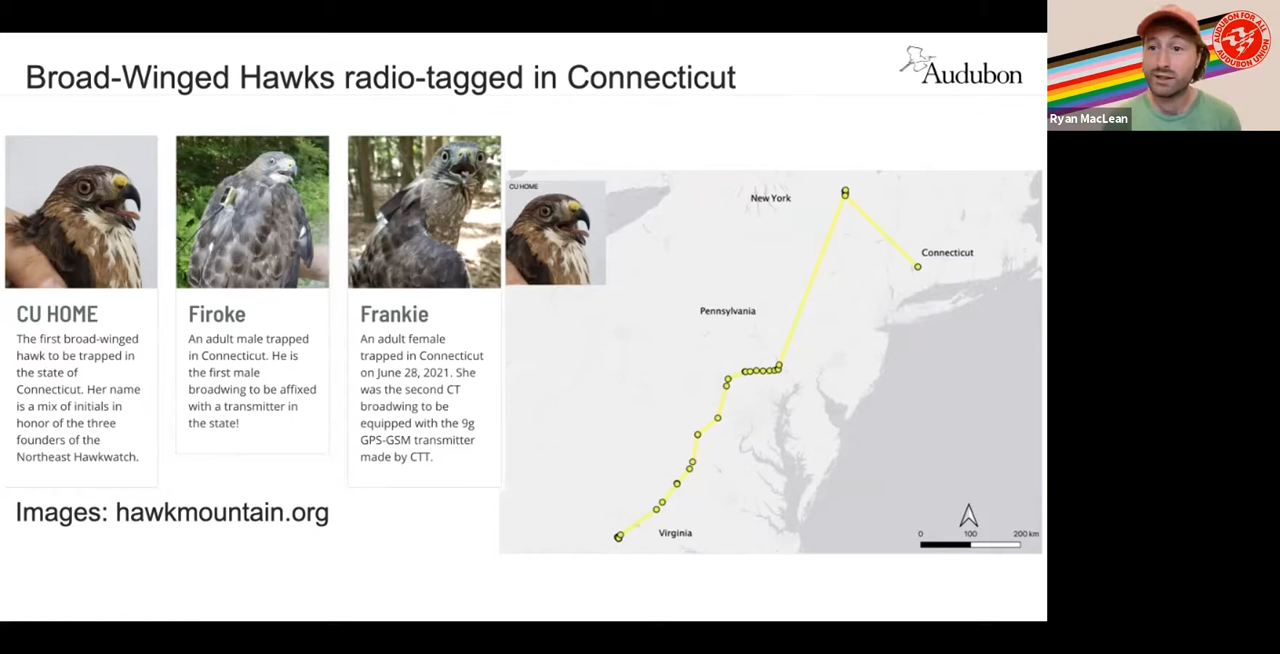 Broad-Winged Hawks radio-tagged in Connecticut
Audubon
AUDUBON FOR ALL
AUDUBON UNION
Ryan MacLean
CU HOME
The first broad-winged
hawk to be trapped in
the state of
Connecticut. Her name
is a mix of initials in
honor of the three
founders of the
Northeast Hawkwatch.
Firoke
An adult male trapped
in Connecticut. He is
the first male
broadwing to be affixed
with a transmitter in
the state!
Frankie
An adult female
trapped in Connecticut
on June 28, 2021. She
was the second CT
broadwing to be
equipped with the 9g
GPS-GSM transmitter
made by CTT.
CU HOME
New York
Connecticut
Pennsylvania
Virginia
0 100 200 km
Images: hawkmountain.org